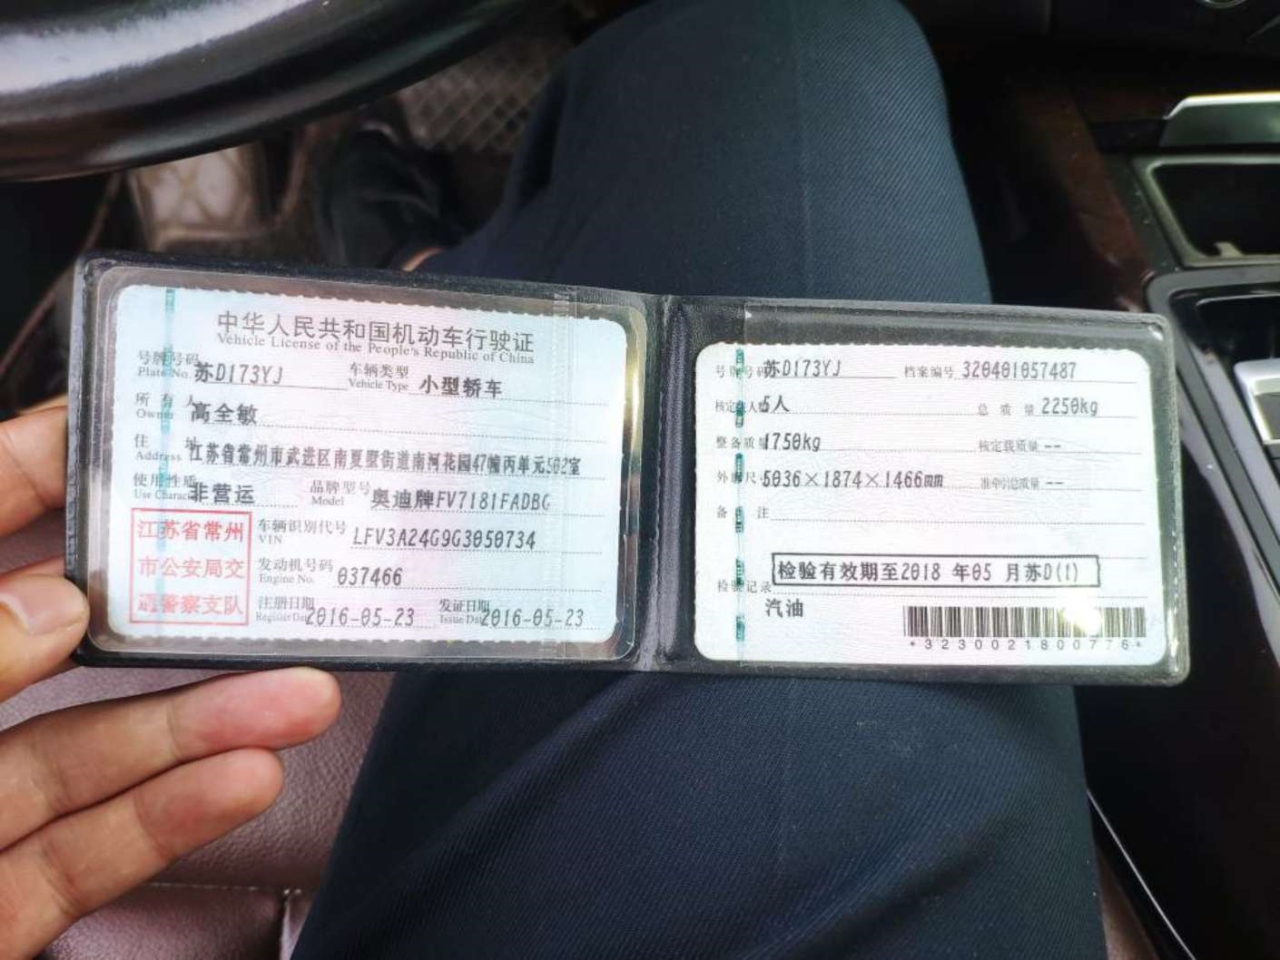 中华人民共和国机动车行驶证
Vehicle License of the People's Republic of China
号牌号码 苏D173YJ 车辆类型 小型轿车
Plate No. Vehicle Type
所有人 高全敏
Owner
住址 江苏省常州市武进区南夏墅街道南河花园47幢丙单元502室
Address
使用性质 非营运 品牌型号 奥迪牌FV7181FADBG
Use Charac Model
江苏省常州
市公安局交
通警察支队
车辆识别代号 LFV3A24G9G3050734
VIN
发动机号码 037466
Engine No.
注册日期 2016-05-23 发证日期 2016-05-23
Register Da Issue Da
号牌号码 苏D173YJ 档案编号 320401057487
核定载人数 5人 总质量 2250kg
整备质量 1750kg 核定载质量 --
外廓尺 5036×1874×1466mm 准牵引总质量 --
备注
检验有效期至2018 年05 月苏D(1)
检验记录
汽油
*3230021800776*